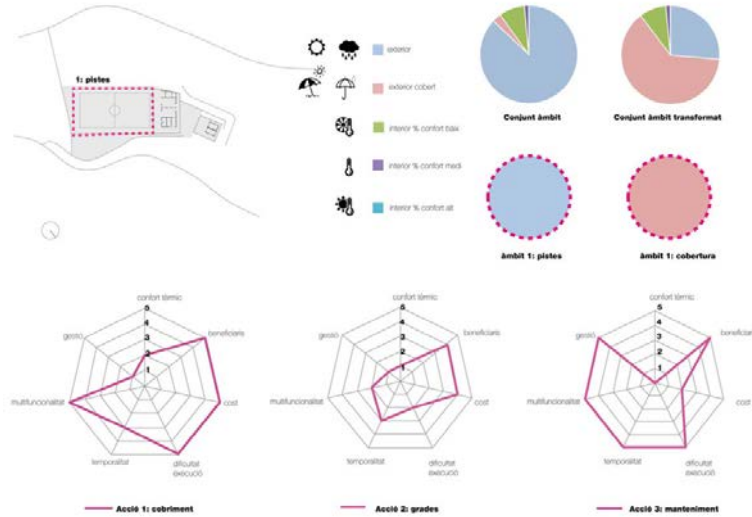 1: pistes
exterior
exterior cobert
interior % confort baix
interior % confort medi
interior % confort alt
Conjunt àmbit
Conjunt àmbit transformat
àmbit 1: pistes
àmbit 1: cobertura
confort tèrmic
5
4
3
2
1
beneficiaris
cost
dificultat
execució
temporalitat
multifuncionalitat
gestió
Acció 1: cobriment
confort tèrmic
5
4
3
2
1
beneficiaris
cost
dificultat
execució
temporalitat
multifuncionalitat
gestió
Acció 2: grades
confort tèrmic
5
4
3
2
1
beneficiaris
cost
dificultat
execució
temporalitat
multifuncionalitat
gestió
Acció 3: manteniment